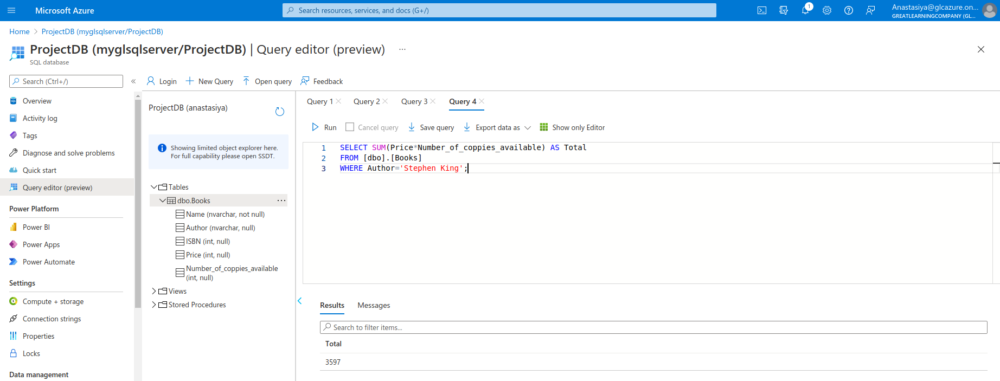 Microsoft Azure
Search resources, services, and docs (G+/)
1
Anastasiya@glcazure.on...
GREATLEARNINGCOMPANY (GL...
Home > ProjectDB (myglsqlserver/ProjectDB)
ProjectDB (myglsqlserver/ProjectDB) | Query editor (preview) ...
SQL database
Search (Ctrl+/)
«
Overview
Activity log
Tags
Diagnose and solve problems
Quick start
Query editor (preview)
Power Platform
Power BI
Power Apps
Power Automate
Settings
Compute + storage
Connection strings
Properties
Locks
Data management
Login
New Query
Open query
Feedback
ProjectDB (anastasiya)
Showing limited object explorer here.
For full capability please open SSDT.
Tables
dbo.Books ...
Name (nvarchar, not null)
Author (nvarchar, null)
ISBN (int, null)
Price (int, null)
Number_of_coppies_available
(int, null)
Views
Stored Procedures
Query 1
Query 2
Query 3
Query 4
Run
Cancel query
Save query
Export data as
Show only Editor
1 SELECT SUM(Price*Number_of_coppies_available) AS Total
2 FROM [dbo].[Books]
3 WHERE Author='Stephen King';
Results
Messages
Search to filter items...
Total
3597